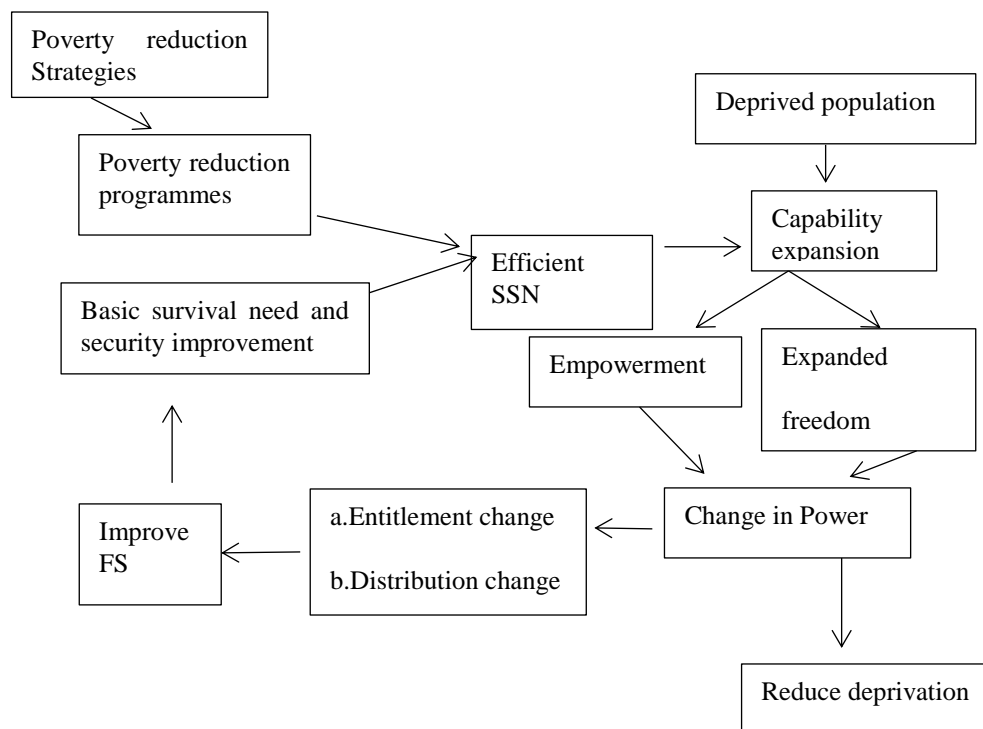 Poverty reduction
Strategies
Deprived population
Poverty reduction
programmes
Capability
expansion
Efficient
SSN
Basic survival need and
security improvement
Empowerment
Expanded
freedom
Improve
FS
a.Entitlement change
b.Distribution change
Change in Power
Reduce deprivation